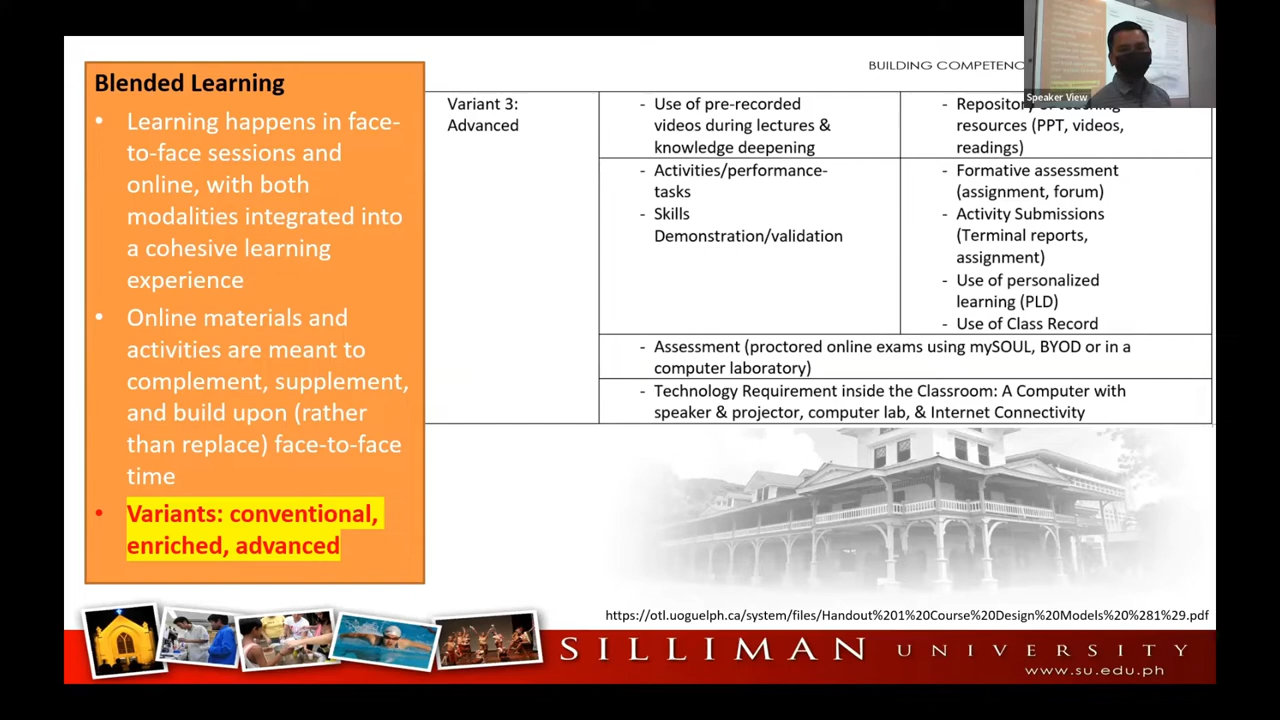 Blended Learning
• Learning happens in face-
to-face sessions and
online, with both
modalities integrated into
a cohesive learning
experience
• Online materials and
activities are meant to
complement, supplement,
and build upon (rather
than replace) face-to-face
time
• Variants: conventional,
enriched, advanced
BUILDING
Speaker View
Variant 3:
Advanced
- Use of pre-recorded
videos during lectures &
knowledge deepening
- Repository
resources (PPT, videos,
readings)
- Activities/performance-
tasks
- Skills
Demonstration/validation
- Formative assessment
(assignment, forum)
- Activity Submissions
(Terminal reports,
assignment)
- Use of personalized
learning (PLD)
- Use of Class Record
- Assessment (proctored online exams using mySOUL, BYOD or in a
computer laboratory)
- Technology Requirement inside the Classroom: A Computer with
speaker & projector, computer lab, & Internet Connectivity
https://otl.uoguelph.ca/system/files/Handout%201%20Course%20Design%20Models%20%281%29.pdf
SILLIMAN UNIVERSITY
www.su.edu.ph